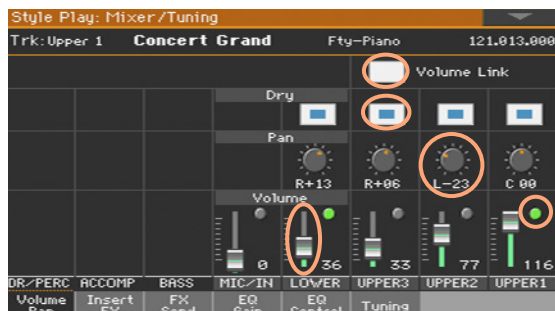 Style Play: Mixer/Tuning
Trk: Upper 1 Concert Grand Fty-Piano 121.013.000
Volume Link
Dry
Pan
R+13 R+06 L-23 C 00
Volume
0 36 33 77 116
DR/PERC ACCOMP BASS MIC/IN LOWER UPPER3 UPPER2 UPPER1
Volume Insert FX EQ EQ Tuning
Pan FX Send Gain Control